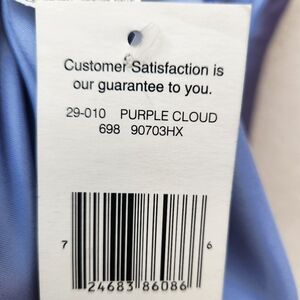 Customer Satisfaction is
our guarantee to you.
29-010 PURPLE CLOUD
698 90703HX
7 24683 86086 6